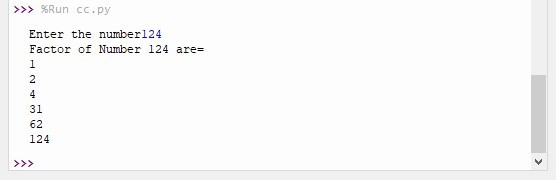 >>> %Run cc.py
Enter the number124
Factor of Number 124 are=
1
2
4
31
62
124
>>>